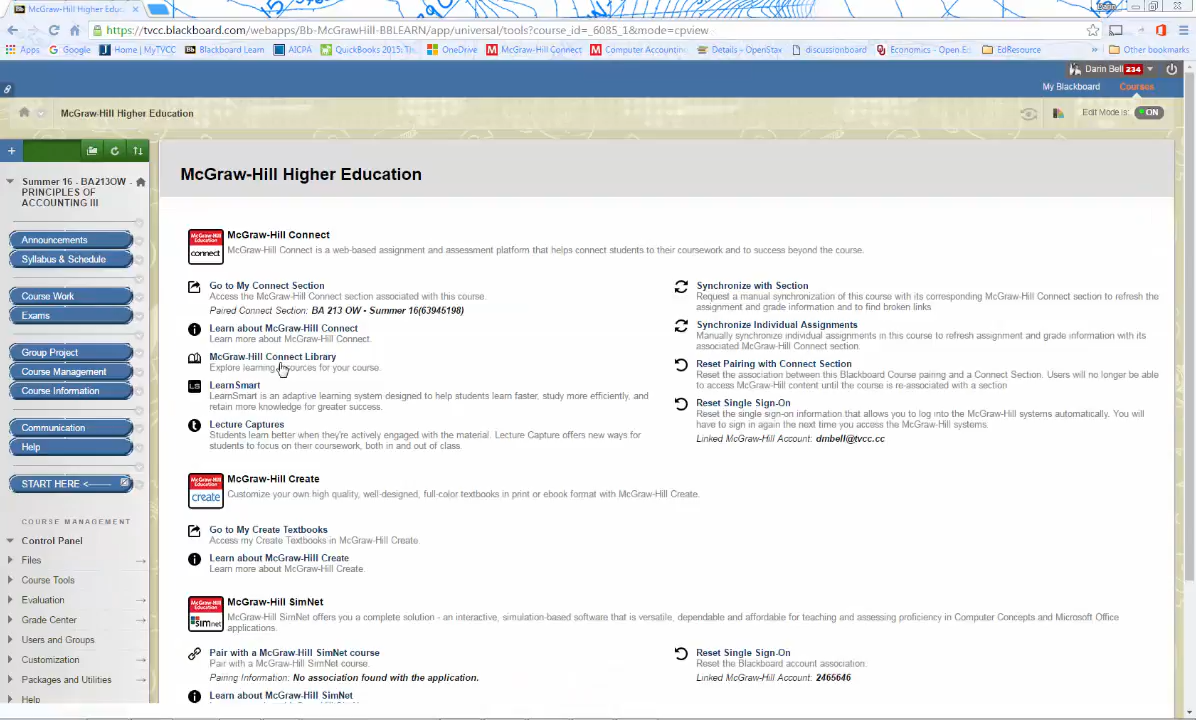 McGraw-Hill Higher Educ
https://tvcc.blackboard.com/webapps/Bb-McGrawHill-BBLEARN/app/universal/tools?course_id=_6085_1&mode=cpview
Apps Google Home | MyTVCC Blackboard Learn AICPA QuickBooks 2015: Th OneDrive McGraw-Hill Connect Computer Accounting Details - OpenStax discussionboard Economics - Open.Ed EdResource » Other bookmarks
Darin Bell 234
My Blackboard Courses
McGraw-Hill Higher Education
Edit Mode is: ON
Summer 16 - BA213OW -
PRINCIPLES OF
ACCOUNTING III
Announcements
Syllabus & Schedule
Course Work
Exams
Group Project
Course Management
Course Information
Communication
Help
START HERE <------
COURSE MANAGEMENT
Control Panel
Files
Course Tools
Evaluation
Grade Center
Users and Groups
Customization
Packages and Utilities
Help
McGraw-Hill Higher Education
McGraw Hill Education connect
McGraw-Hill Connect
McGraw-Hill Connect is a web-based assignment and assessment platform that helps connect students to their coursework and to success beyond the course.
Go to My Connect Section
Access the McGraw-Hill Connect section associated with this course.
Paired Connect Section: BA 213 OW - Summer 16(63945198)
Learn about McGraw-Hill Connect
Learn more about McGraw-Hill Connect.
McGraw-Hill Connect Library
Explore learning resources for your course.
LS
LearnSmart
LearnSmart is an adaptive learning system designed to help students learn faster, study more efficiently, and
retain more knowledge for greater success.
Lecture Captures
Students learn better when they're actively engaged with the material. Lecture Capture offers new ways for
students to focus on their coursework, both in and out of class.
Synchronize with Section
Request a manual synchronization of this course with its corresponding McGraw-Hill Connect section to refresh the
assignment and grade information and to find broken links.
Synchronize Individual Assignments
Manually synchronize individual assignments in this course to refresh assignment and grade information with its
associated McGraw-Hill Connect section.
Reset Pairing with Connect Section
Reset the association between this Blackboard Course pairing and a Connect Section. Users will no longer be able
to access McGraw-Hill content until the course is re-associated with a section
Reset Single Sign-On
Reset the single sign-on information that allows you to log into the McGraw-Hill systems automatically. You will
have to sign in again the next time you access the McGraw-Hill systems.
Linked McGraw-Hill Account: dmbell@tvcc.cc
McGraw Hill Education create
McGraw-Hill Create
Customize your own high quality, well-designed, full-color textbooks in print or ebook format with McGraw-Hill Create.
Go to My Create Textbooks
Access my Create Textbooks in McGraw-Hill Create.
Learn about McGraw-Hill Create
Learn more about McGraw-Hill Create.
McGraw Hill Education simnet
McGraw-Hill SimNet
McGraw-Hill SimNet offers you a complete solution - an interactive, simulation-based software that is versatile, dependable and affordable for teaching and assessing proficiency in Computer Concepts and Microsoft Office
applications.
Pair with a McGraw-Hill SimNet course
Pair with a McGraw-Hill SimNet course.
Pairing Information: No association found with the application.
Learn about McGraw-Hill SimNet
Reset Single Sign-On
Reset the Blackboard account association.
Linked McGraw-Hill Account: 2465646